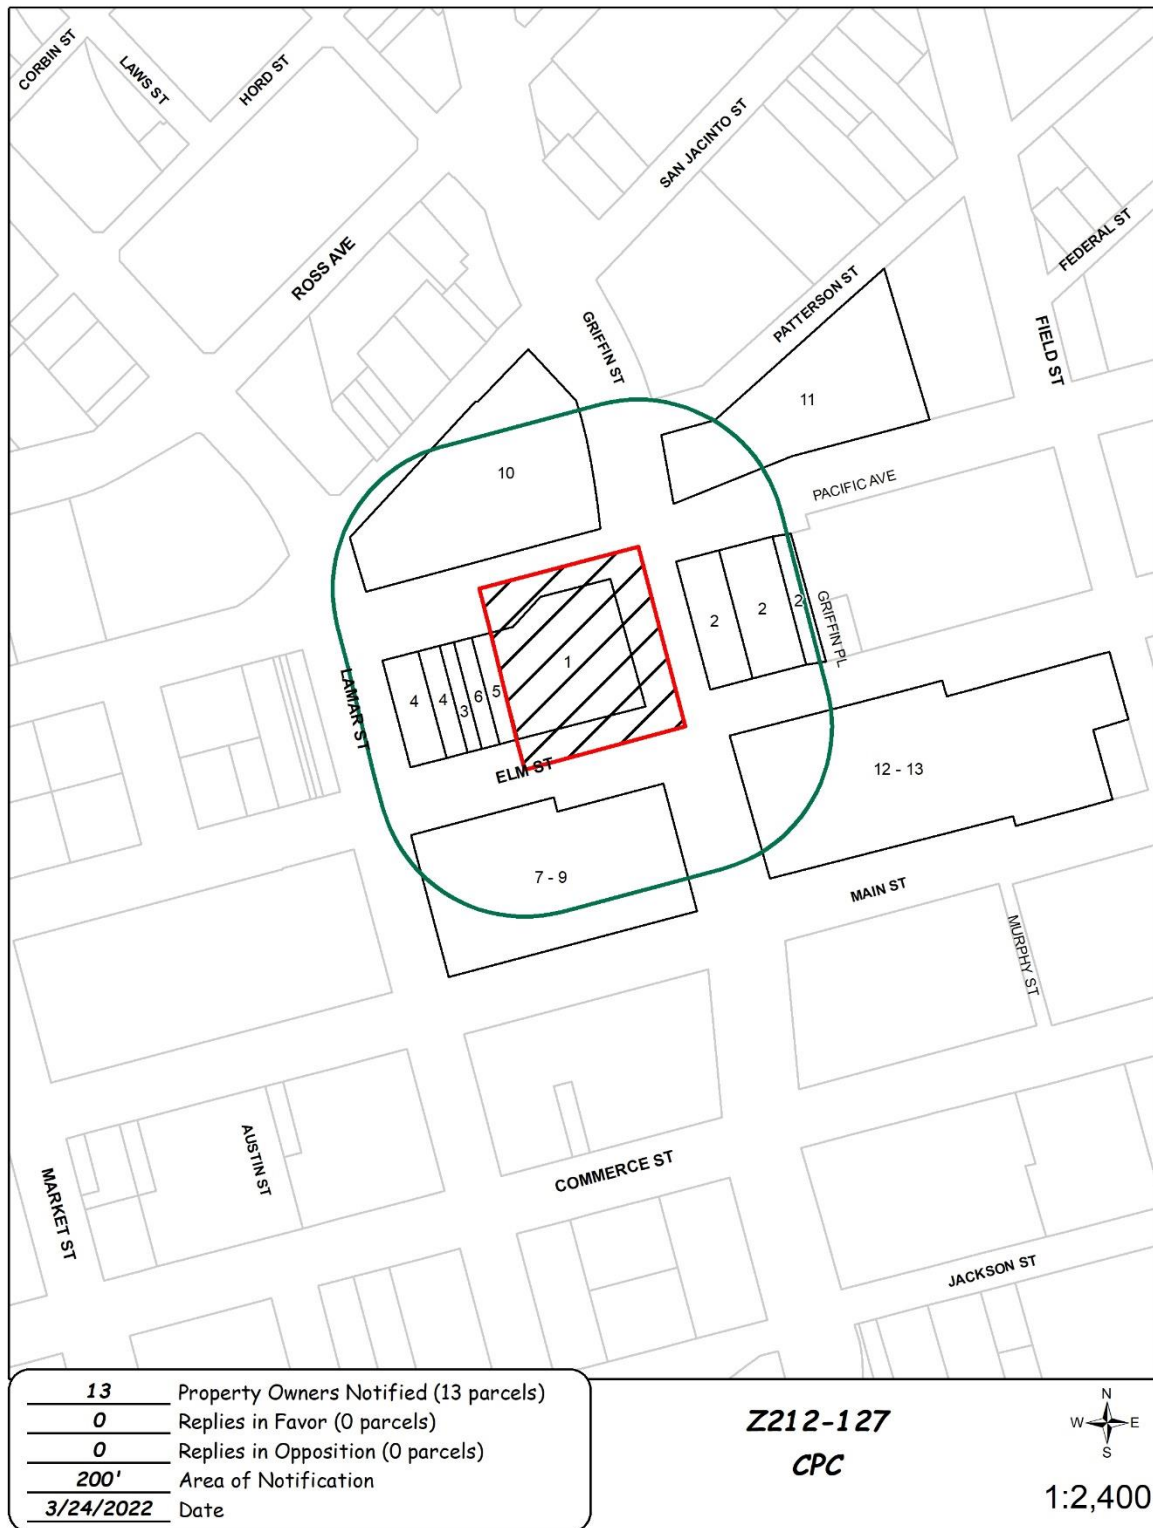 CORBIN ST
LAWS ST
HORD ST
SAN JACINTO ST
ROSS AVE
FEDERAL ST
PATTERSON ST
GRIFFIN ST
FIELD ST
11
10
PACIFIC AVE
2
2
2
GRIFFIN PL
1
LAMAR ST
4
4
3
6
5
ELM ST
12 - 13
7 - 9
MAIN ST
MURPHY ST
AUSTIN ST
COMMERCE ST
MARKET ST
JACKSON ST
13 Property Owners Notified (13 parcels)
0 Replies in Favor (0 parcels)
0 Replies in Opposition (0 parcels)
200' Area of Notification
3/24/2022 Date
Z212-127
CPC
N
W E
S
1:2,400